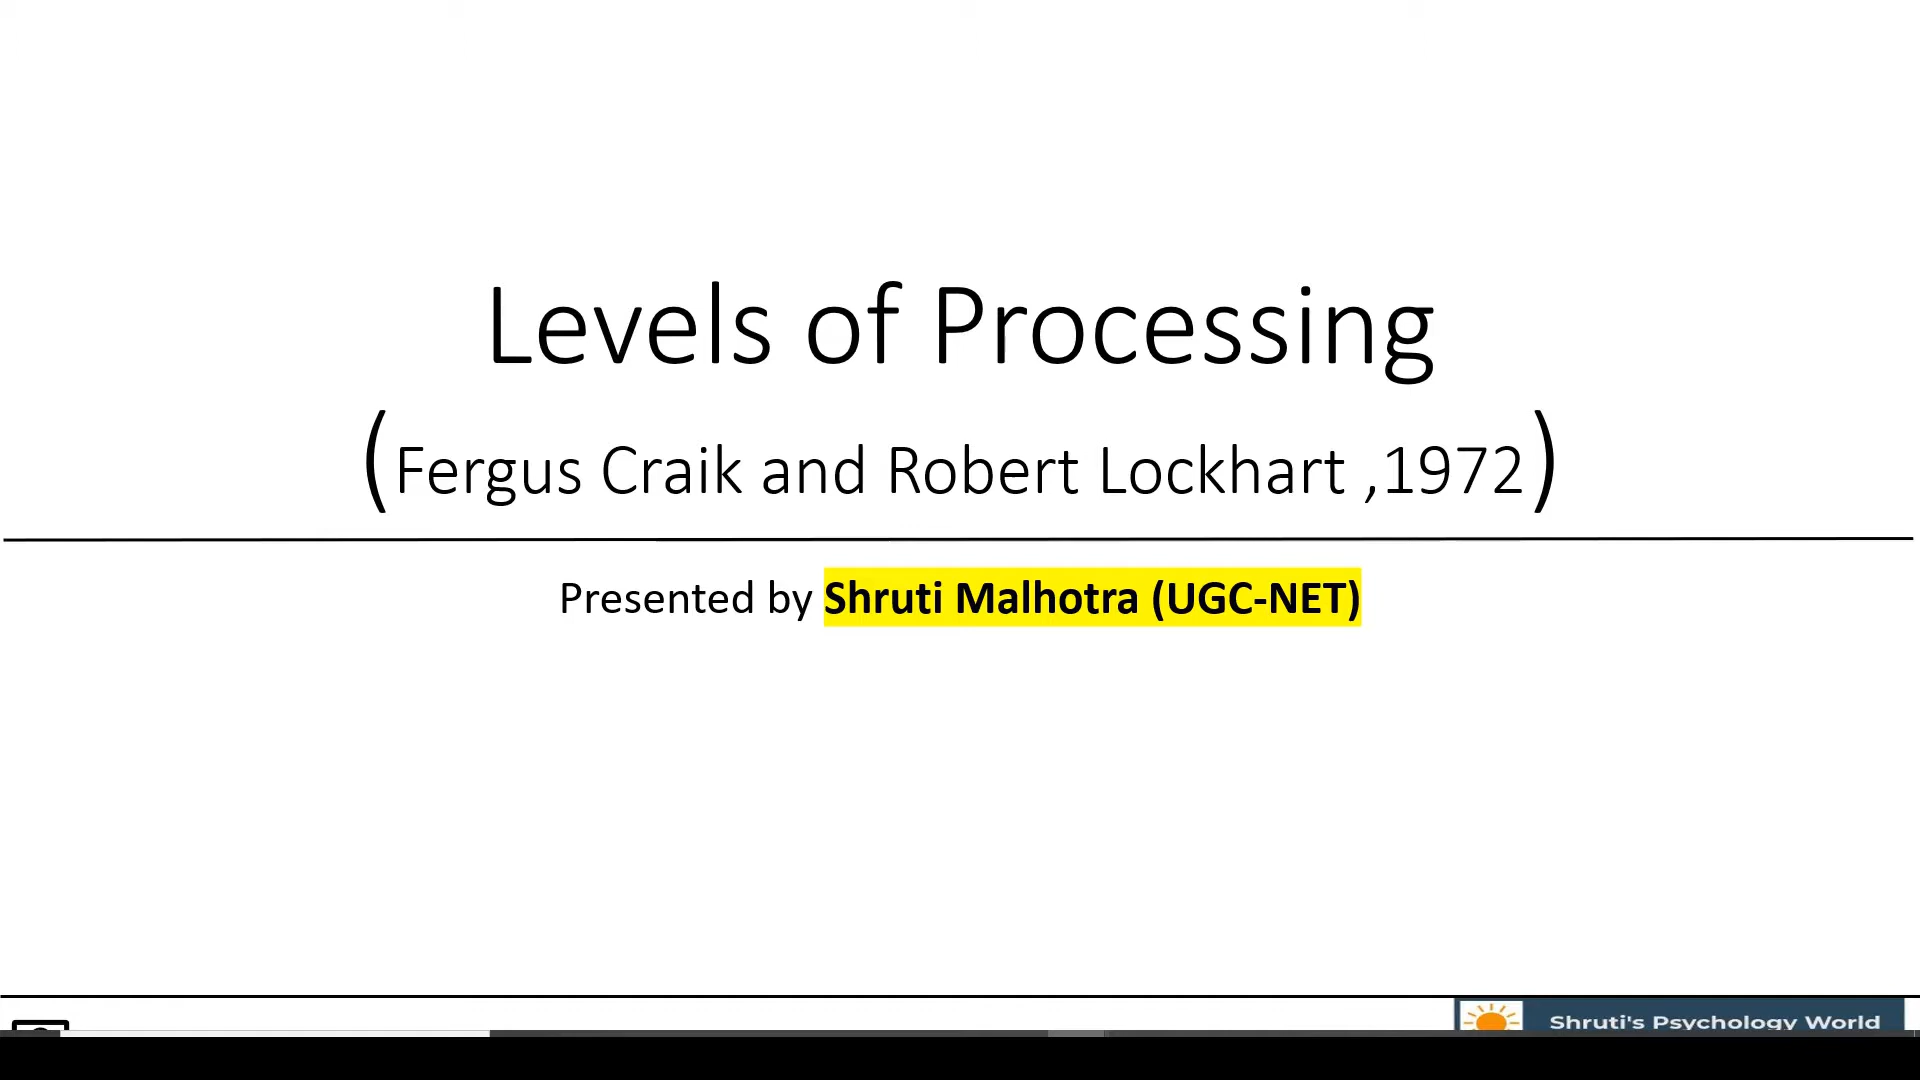 Levels of Processing
(Fergus Craik and Robert Lockhart ,1972)
Presented by Shruti Malhotra (UGC-NET)
Shruti's Psychology World